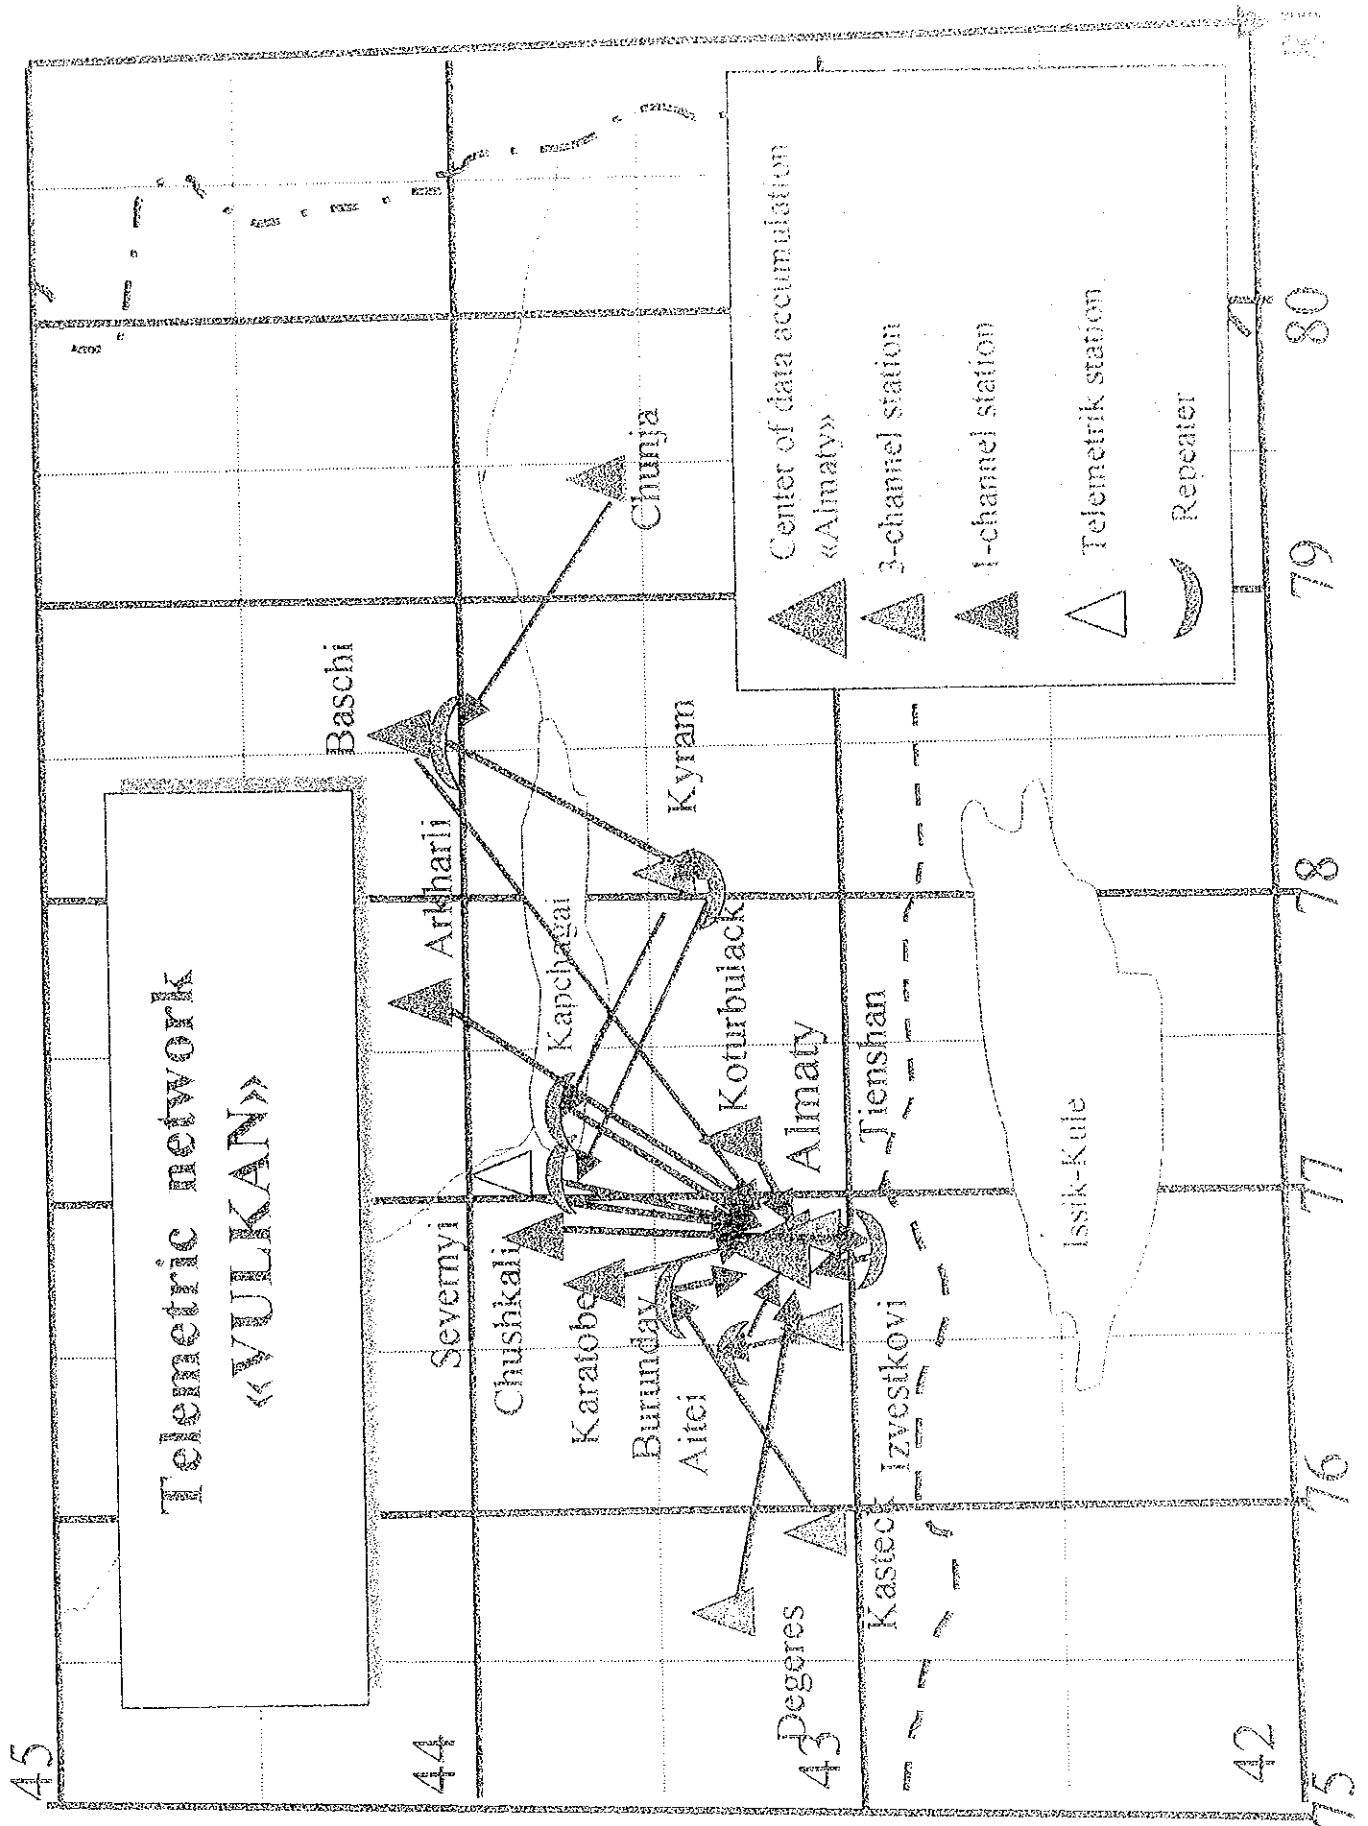 Telemetric network
«VULKAN»
45
44
43
42
75
76
77
78
79
80
Baschi
Arkharli
Chunja
Kapchagai
Kyram
Severnyi
Chushkali
Karatobe
Burunday
Aitei
Koturbulack
Almaty
Tienshan
Izvestkovi
Kasteck
Degeres
Issik-Kule
Center of data accumulation
«Almaty»
3-channel station
1-channel station
Telemetrik station
Repeater